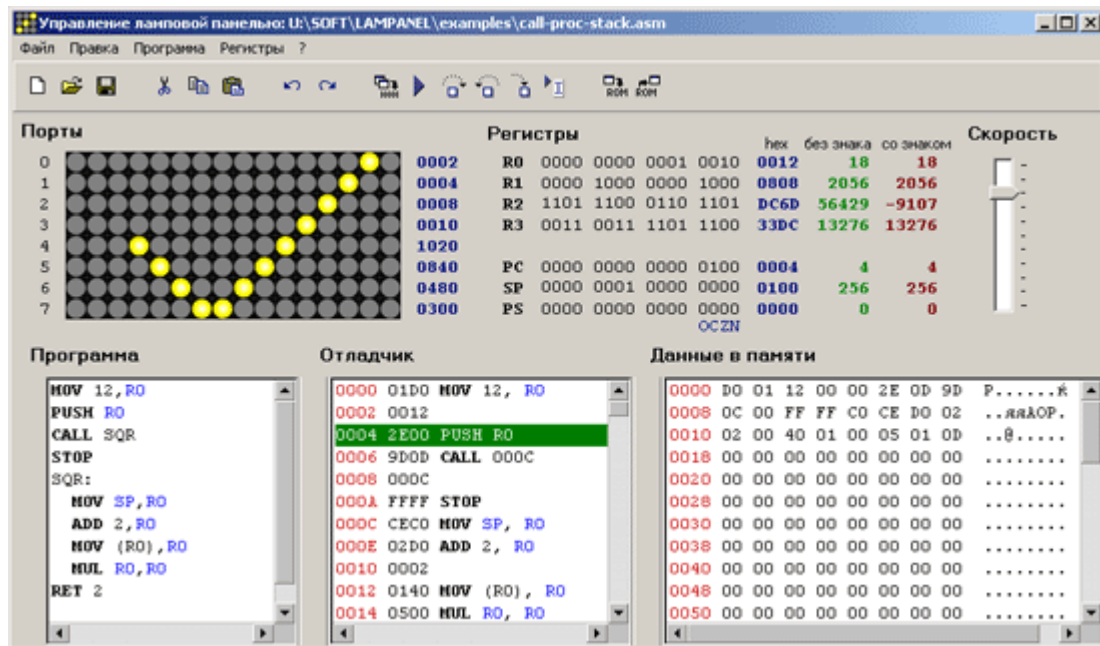 Управление ламповой панелью: U:\SOFT\LAMPANEL\examples\call-proc-stack.asm
Файл Правка Программа Регистры ?
ROM ROM
Порты Регистры hex без знака со знаком Скорость
0 0002 R0 0000 0000 0001 0010 0012 18 18
1 0004 R1 0000 1000 0000 1000 0808 2056 2056
2 0008 R2 1101 1100 0110 1101 DC6D 56429 -9107
3 0010 R3 0011 0011 1101 1100 33DC 13276 13276
4 1020
5 0840 PC 0000 0000 0000 0100 0004 4 4
6 0480 SP 0000 0001 0000 0000 0100 256 256
7 0300 PS 0000 0000 0000 0000 0000 0 0
OCZN
Программа
MOV 12,R0
PUSH R0
CALL SQR
STOP
SQR:
MOV SP,R0
ADD 2,R0
MOV (R0),R0
MUL R0,R0
RET 2
Отладчик
0000 01D0 MOV 12, R0
0002 0012
0004 2E00 PUSH R0
0006 9D0D CALL 000C
0008 000C
000A FFFF STOP
000C CEC0 MOV SP, R0
000E 02D0 ADD 2, R0
0010 0002
0012 0140 MOV (R0), R0
0014 0500 MUL R0, R0
Данные в памяти
0000 D0 01 12 00 00 2E 0D 9D Р......ќ
0008 0C 00 FF FF C0 CE D0 02 ..яяАОР.
0010 02 00 40 01 00 05 01 0D ..@.....
0018 00 00 00 00 00 00 00 00 ........
0020 00 00 00 00 00 00 00 00 ........
0028 00 00 00 00 00 00 00 00 ........
0030 00 00 00 00 00 00 00 00 ........
0038 00 00 00 00 00 00 00 00 ........
0040 00 00 00 00 00 00 00 00 ........
0048 00 00 00 00 00 00 00 00 ........
0050 00 00 00 00 00 00 00 00 ........